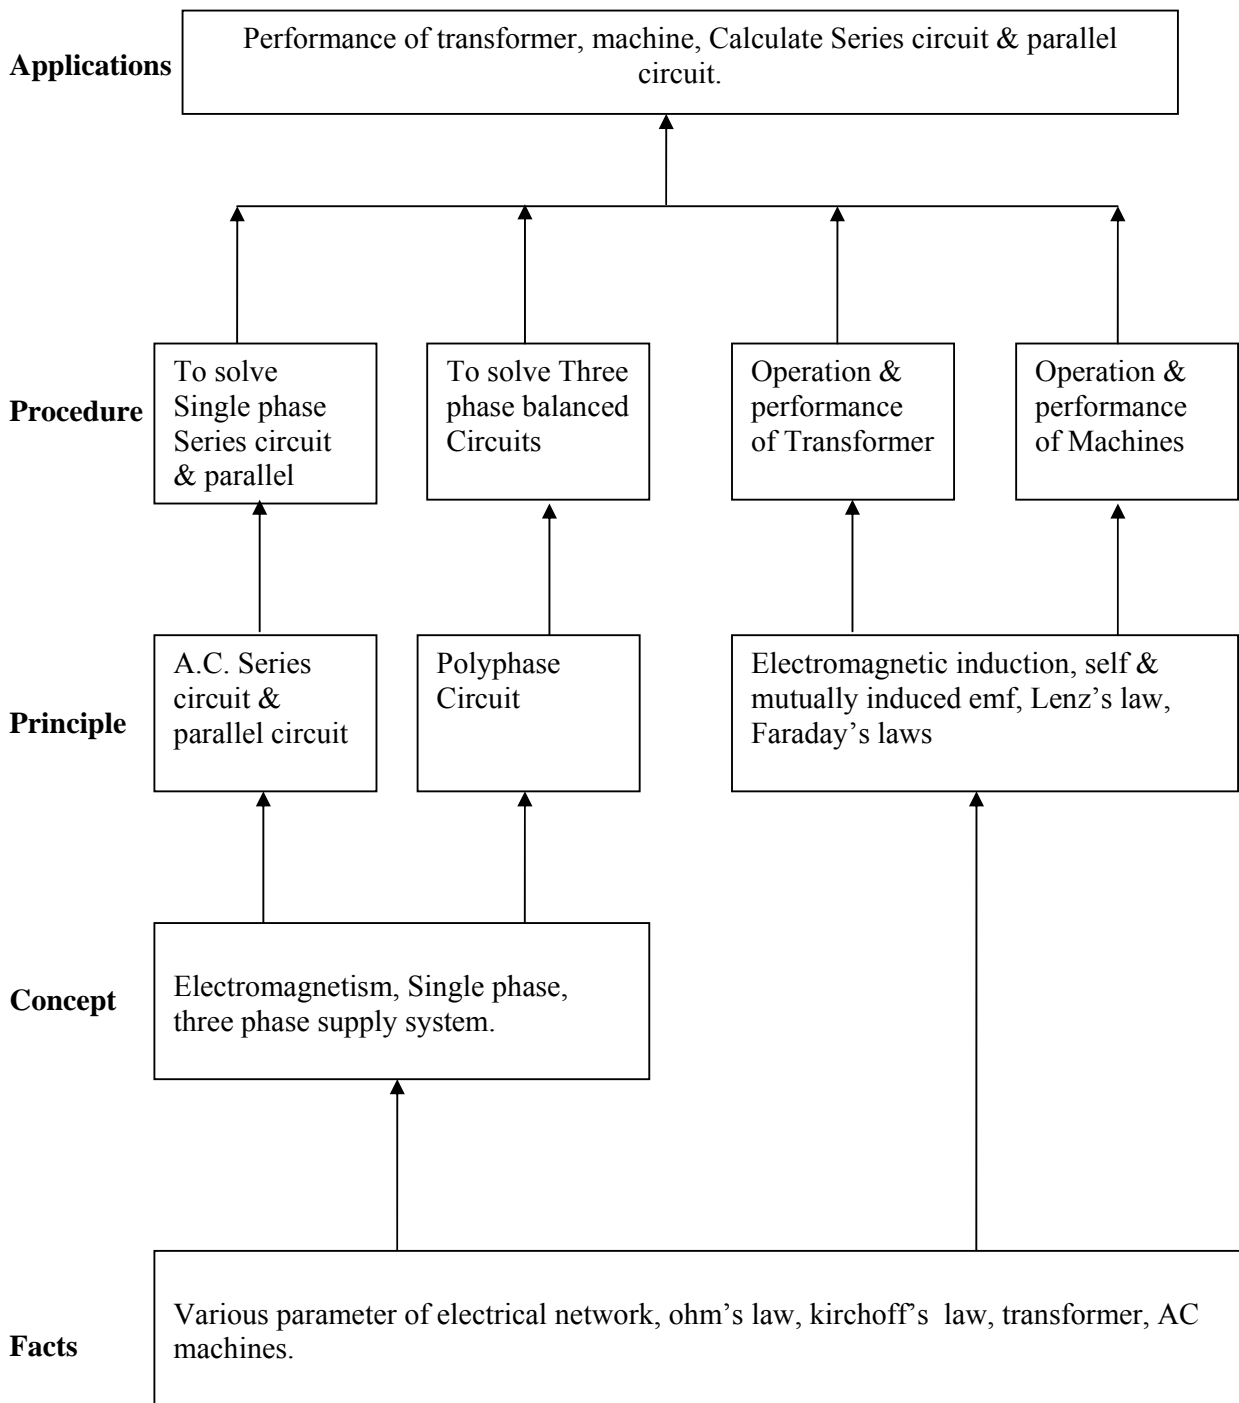 Performance of transformer, machine, Calculate Series circuit & parallel
circuit.
Applications
To solve
Single phase
Series circuit
& parallel
To solve Three
phase balanced
Circuits
Operation &
performance
of Transformer
Operation &
performance
of Machines
Procedure
A.C. Series
circuit &
parallel circuit
Polyphase
Circuit
Electromagnetic induction, self &
mutually induced emf, Lenz’s law,
Faraday’s laws
Principle
Electromagnetism, Single phase,
three phase supply system.
Concept
Various parameter of electrical network, ohm’s law, kirchoff’s  law, transformer, AC
machines.
Facts